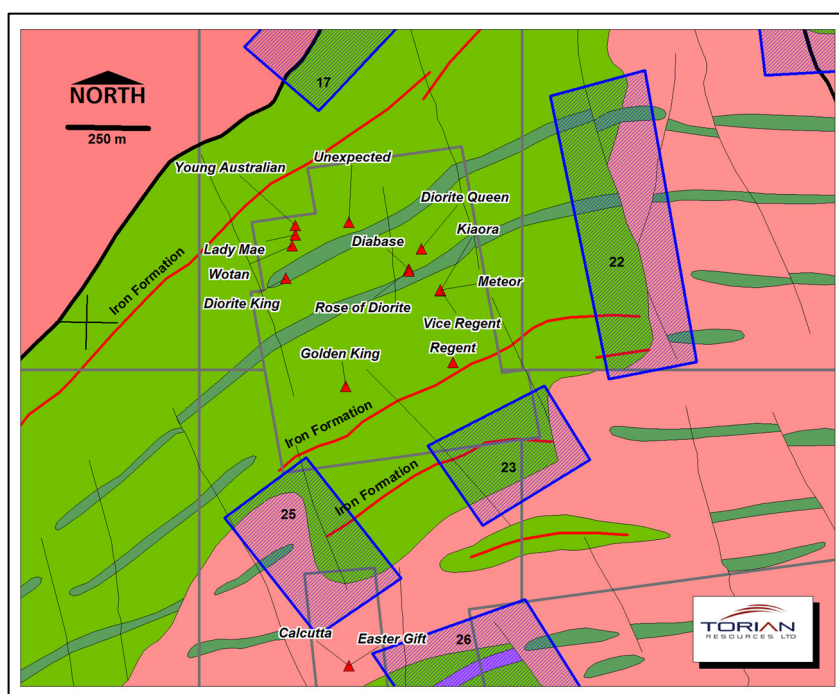 17
NORTH
250 m
Unexpected
Young Australian
Diorite Queen
Kiaora
Lady Mae
Diabase
Wotan
22
Meteor
Diorite King
Rose of Diorite
Vice Regent
Iron Formation
Golden King
Regent
Iron Formation
23
Iron Formation
25
Calcutta
Easter Gift
26
TORIAN
RESOURCES LTD